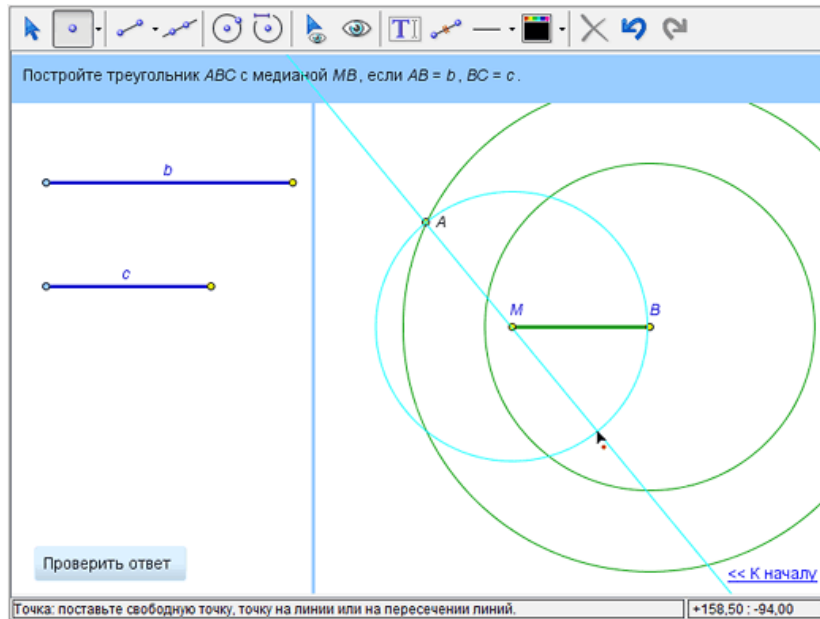 Постройте треугольник ABC с медианой MB, если AB = b, BC = c.
b
A
c
M
B
Проверить ответ
<< К началу
Точка: поставьте свободную точку, точку на линии или на пересечении линий.
+158,50 : -94,00